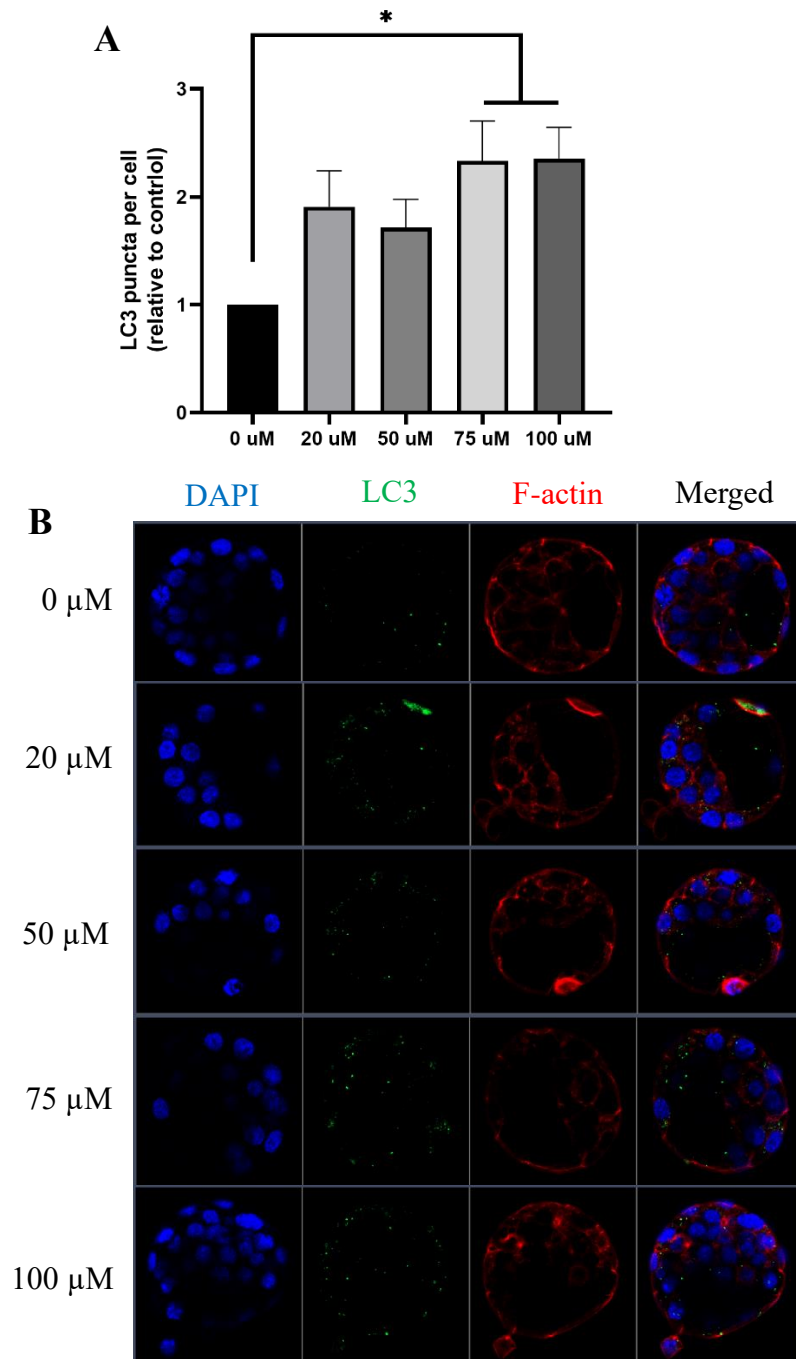 A
*
LC3 puncta per cell
(relative to contrlol)
3
2
1
0
0 uM 20 uM 50 uM 75 uM 100 uM
B
DAPI LC3 F-actin Merged
0 µM
20 µM
50 µM
75 µM
100 µM